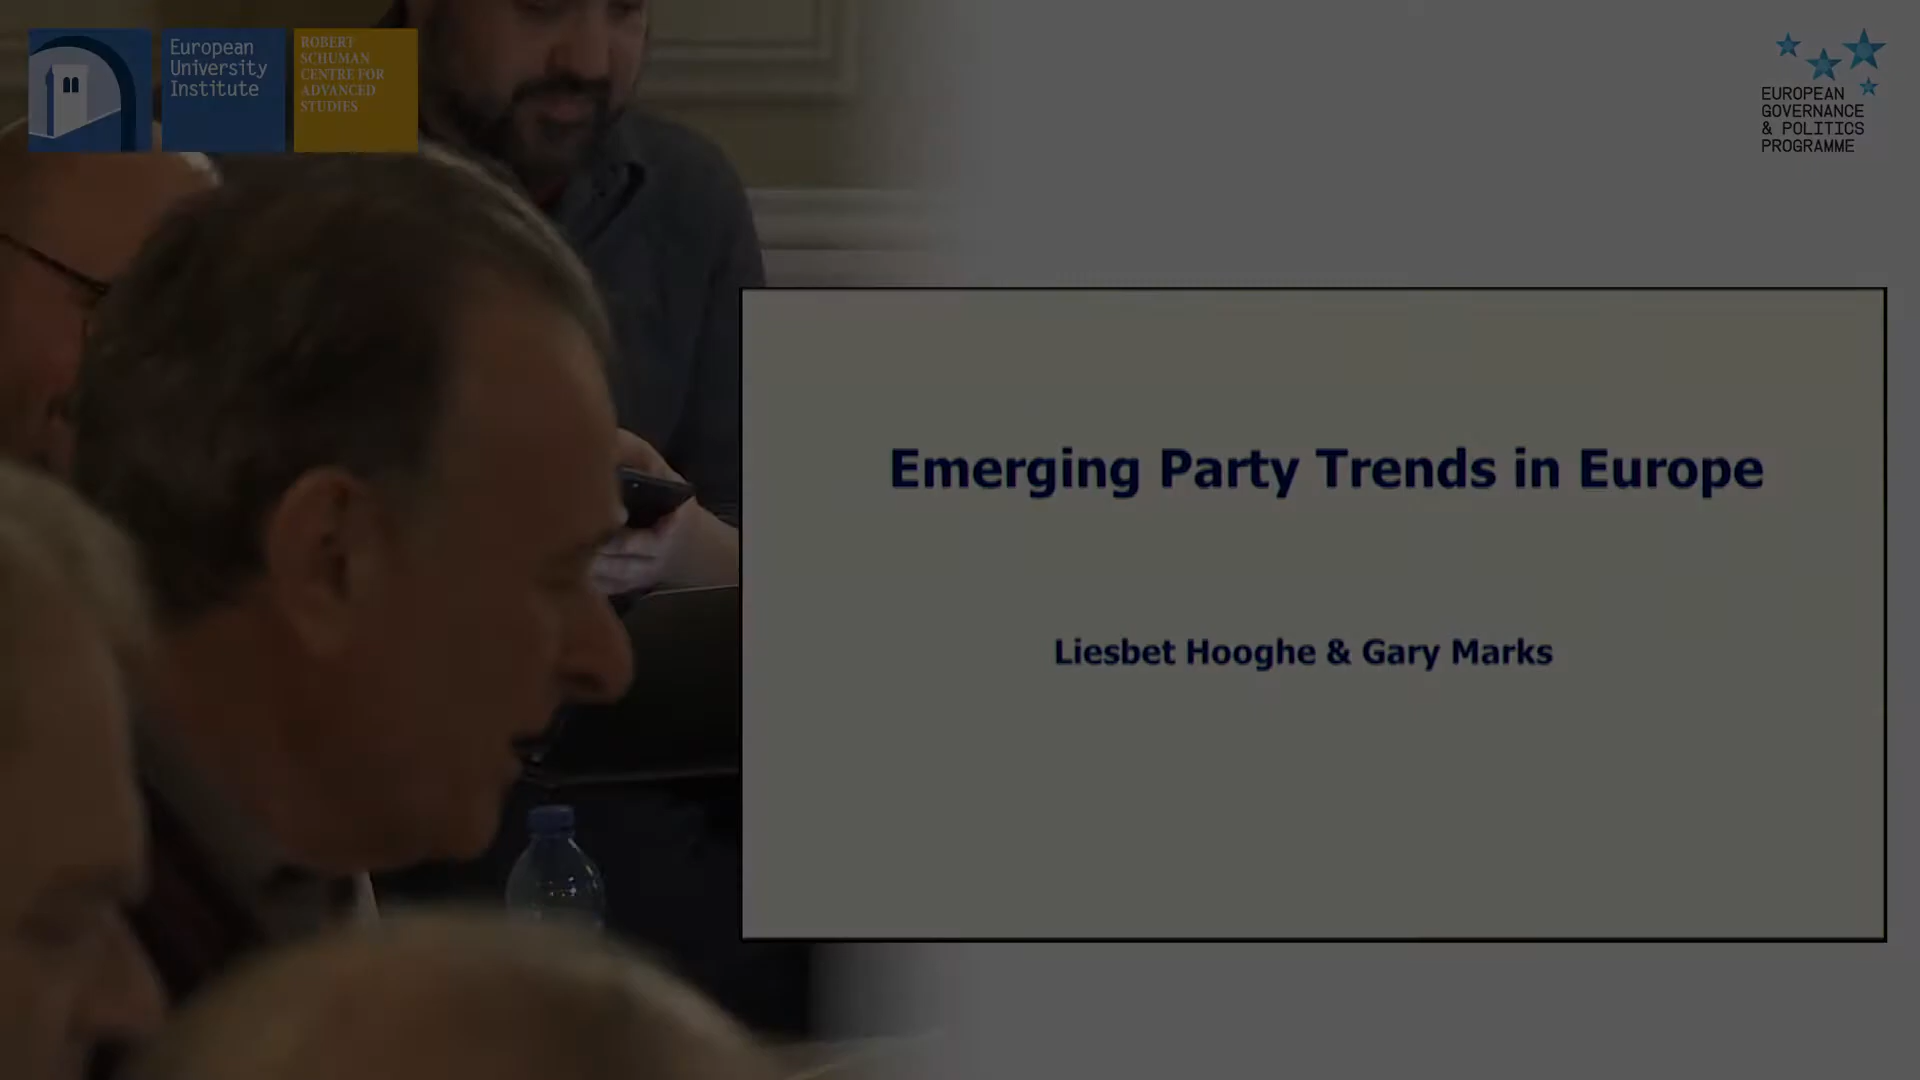 European
University
Institute
ROBERT
SCHUMAN
CENTRE FOR
ADVANCED
STUDIES
EUROPEAN
GOVERNANCE
& POLITICS
PROGRAMME
Emerging Party Trends in Europe
Liesbet Hooghe & Gary Marks